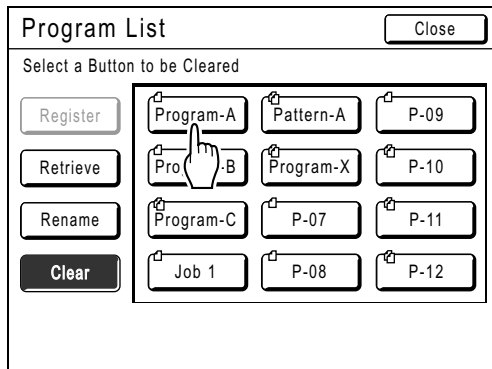 Program List
Close
Select a Button to be Cleared
Register
Program-A
Pattern-A
P-09
Retrieve
Pro -B
Program-X
P-10
Rename
Program-C
P-07
P-11
Clear
Job 1
P-08
P-12